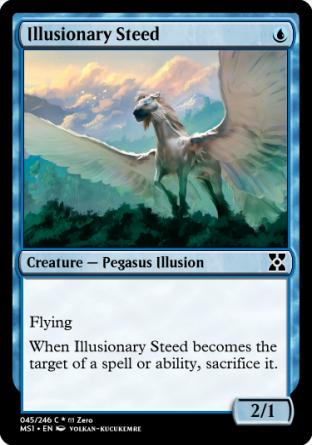 Illusionary Steed
Creature — Pegasus Illusion
Flying
When Illusionary Steed becomes the
target of a spell or ability, sacrifice it.
045/246 C * m Zero
MS1 • EN VOLKAN-KUCUKEMRE
2/1